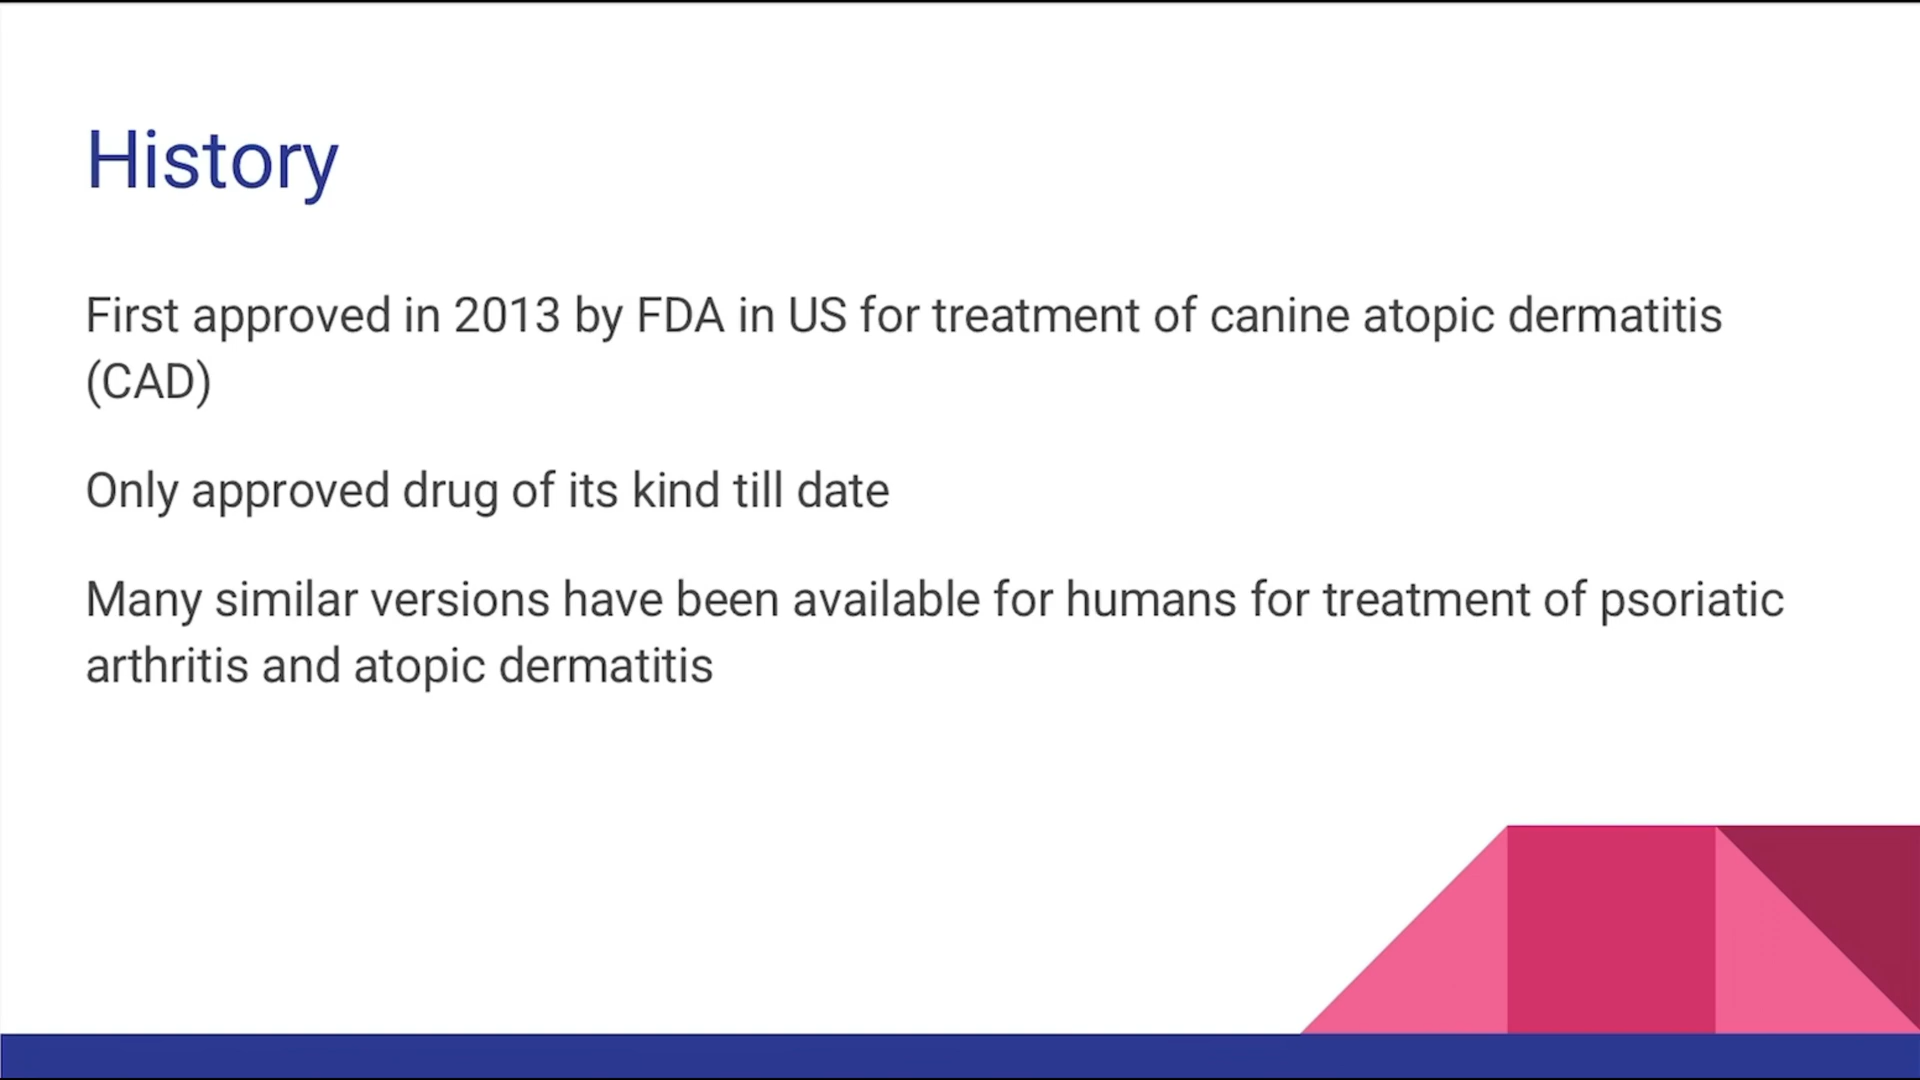 History
First approved in 2013 by FDA in US for treatment of canine atopic dermatitis
(CAD)
Only approved drug of its kind till date
Many similar versions have been available for humans for treatment of psoriatic
arthritis and atopic dermatitis